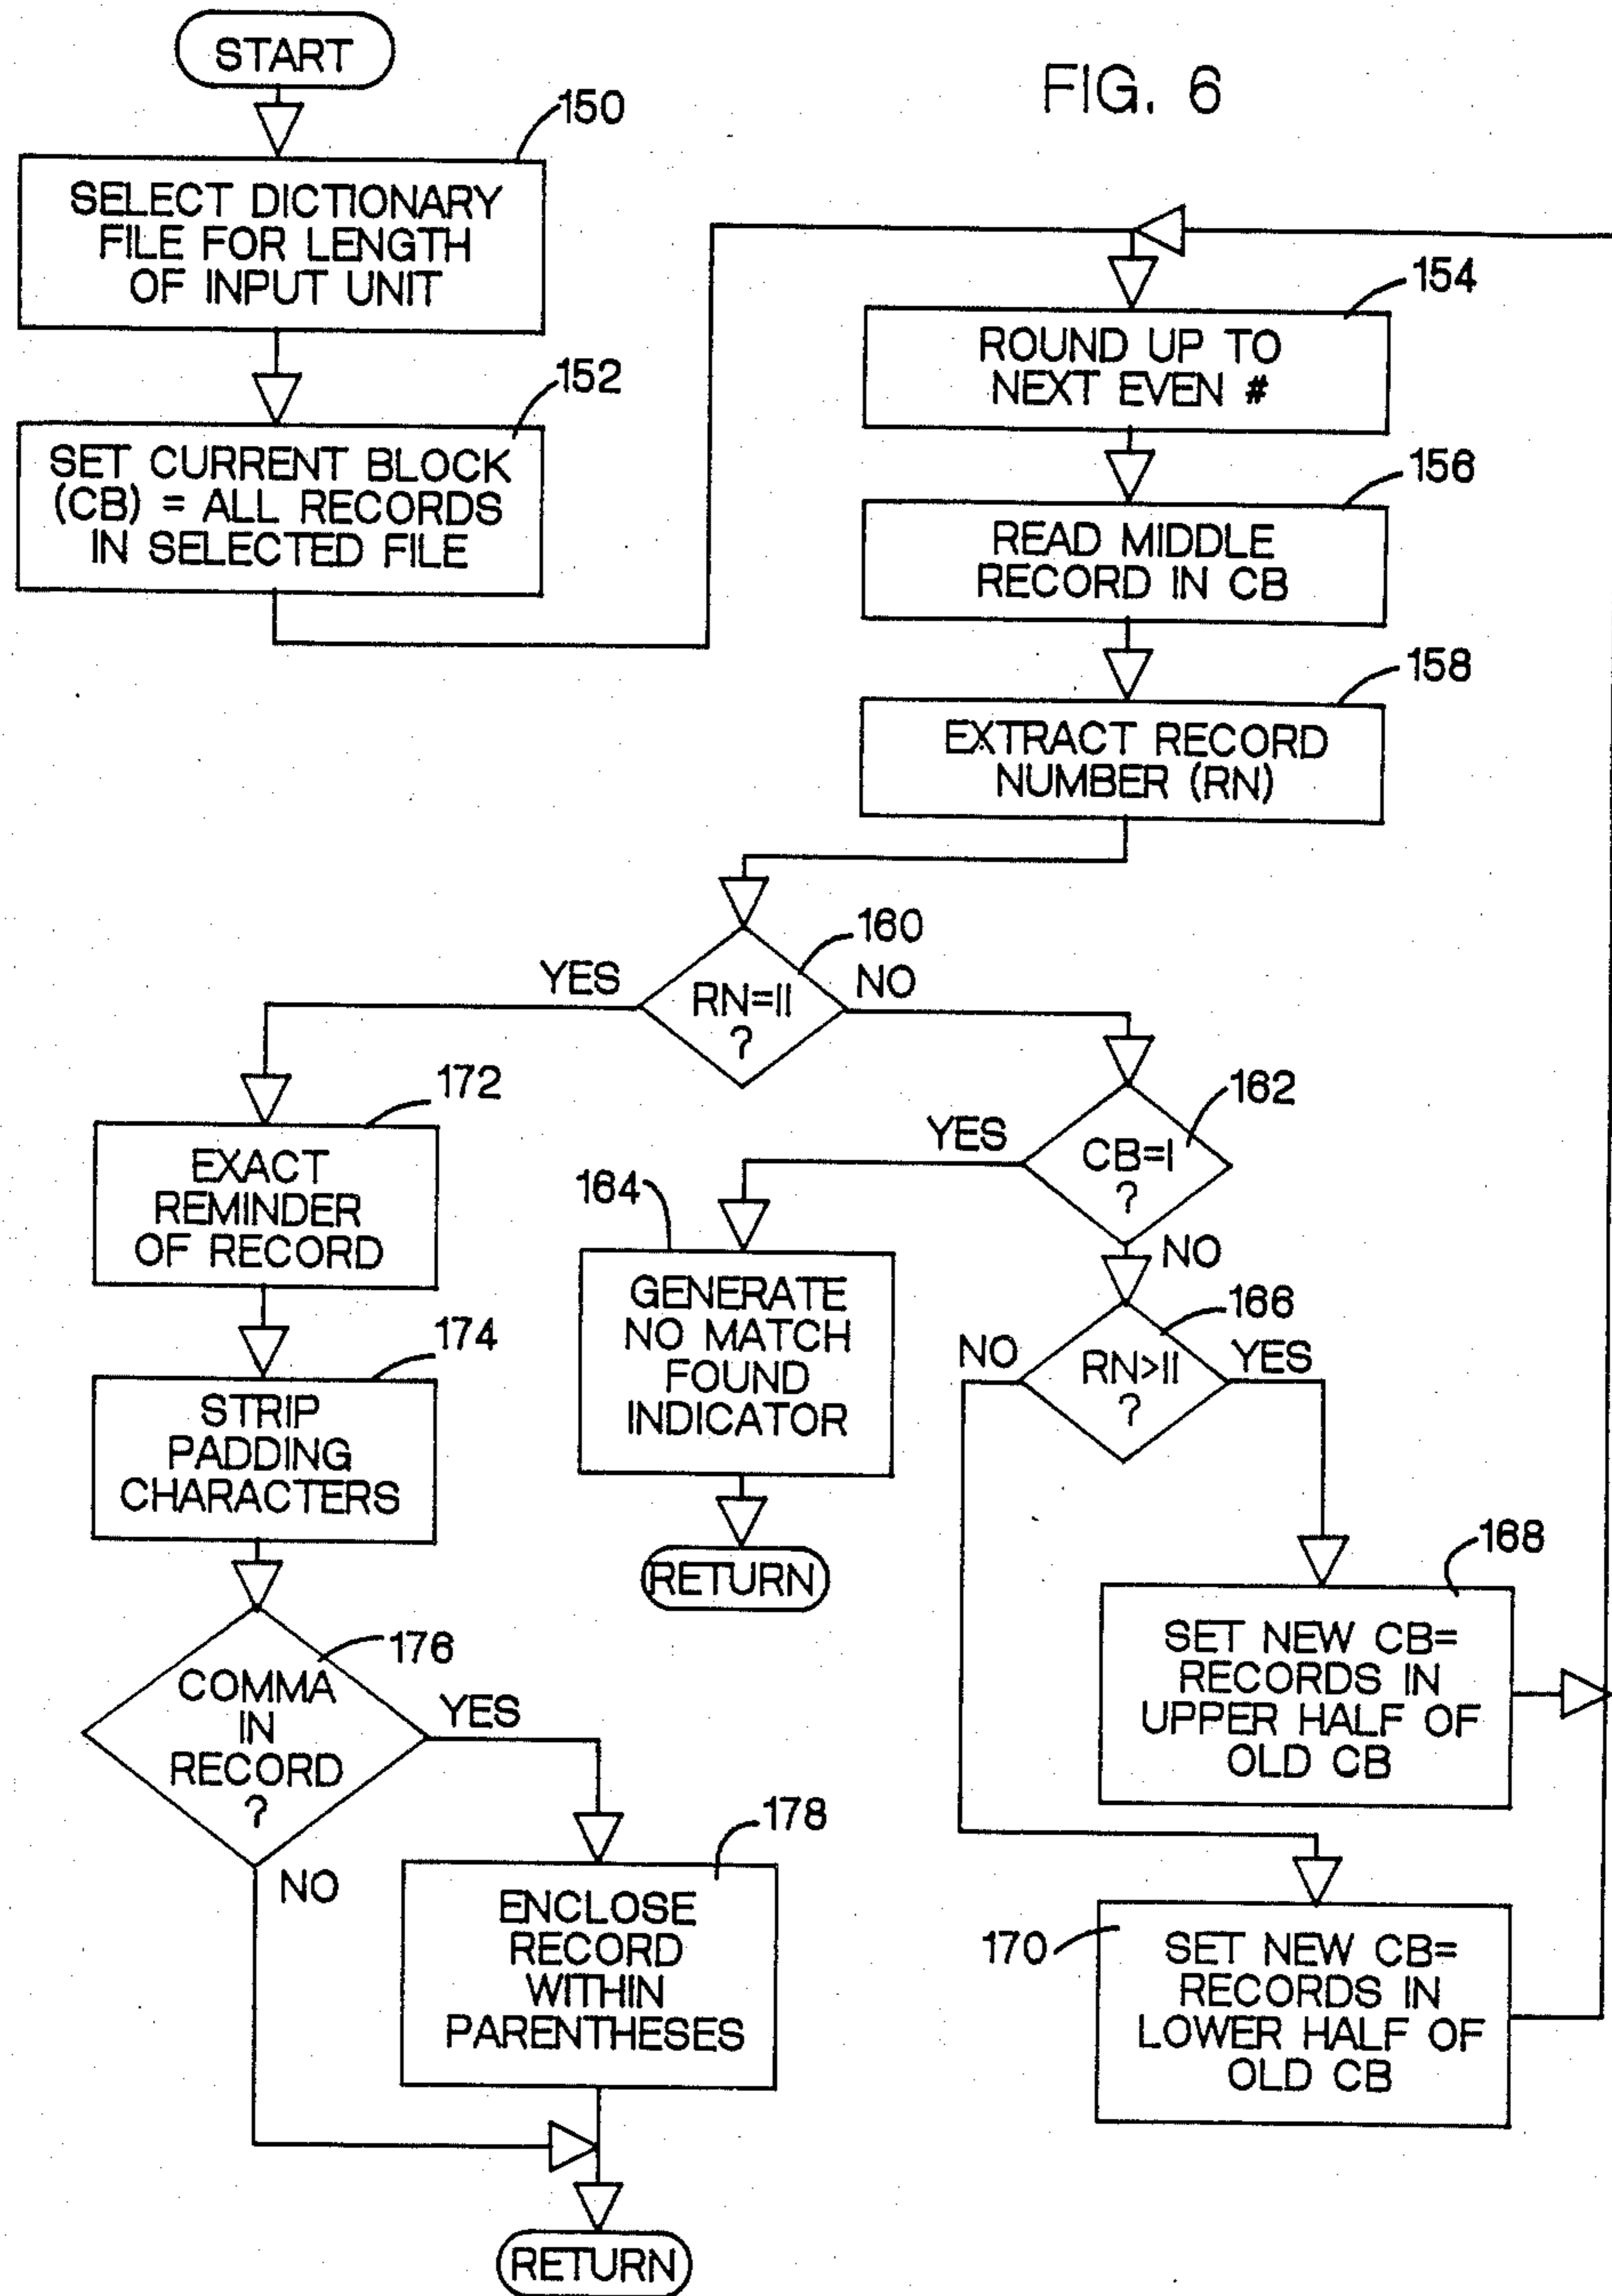 START
FIG. 6
150
SELECT DICTIONARY
FILE FOR LENGTH
OF INPUT UNIT
152
SET CURRENT BLOCK
(CB) = ALL RECORDS
IN SELECTED FILE
154
ROUND UP TO
NEXT EVEN #
156
READ MIDDLE
RECORD IN CB
158
EXTRACT RECORD
NUMBER (RN)
160
YES
NO
RN=II
?
172
EXACT
REMINDER
OF RECORD
162
YES
CB=I
?
NO
164
GENERATE
NO MATCH
FOUND
INDICATOR
RETURN
166
NO
YES
RN>II
?
174
STRIP
PADDING
CHARACTERS
168
SET NEW CB=
RECORDS IN
UPPER HALF OF
OLD CB
176
COMMA
IN
RECORD
?
YES
NO
178
ENCLOSE
RECORD
WITHIN
PARENTHESES
170
SET NEW CB=
RECORDS IN
LOWER HALF OF
OLD CB
RETURN